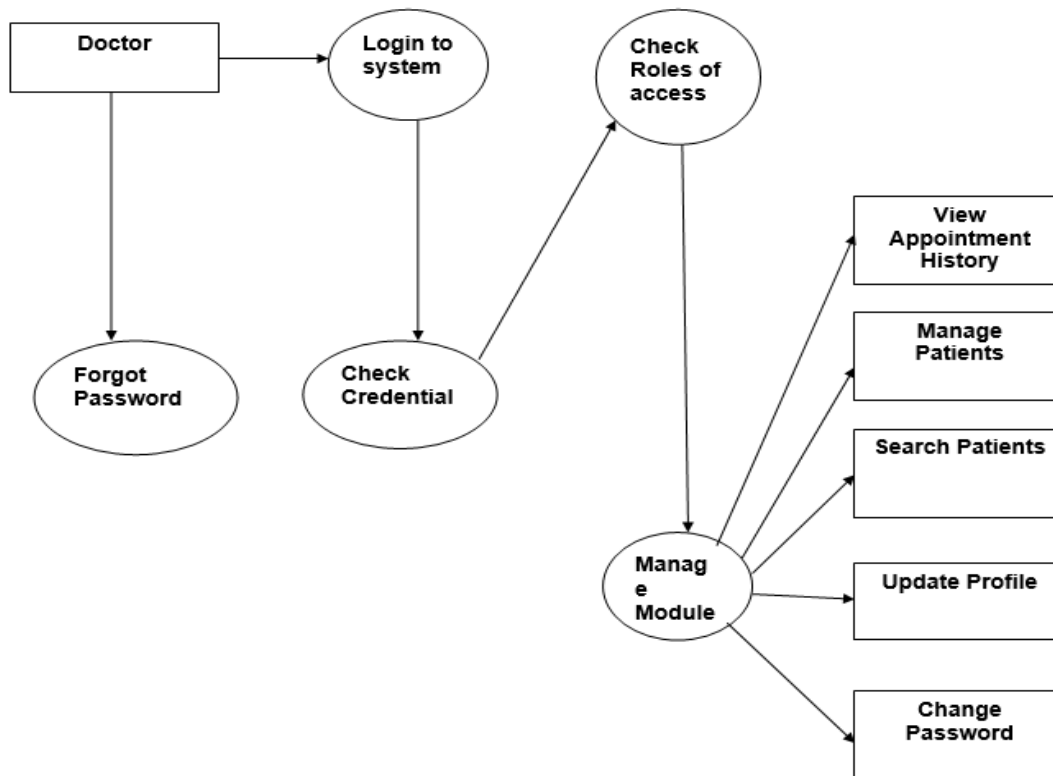 Doctor
Login to
system
Check
Roles of
access
View
Appointment
History
Manage
Patients
Forgot
Password
Check
Credential
Search Patients
Manag
e
Module
Update Profile
Change
Password